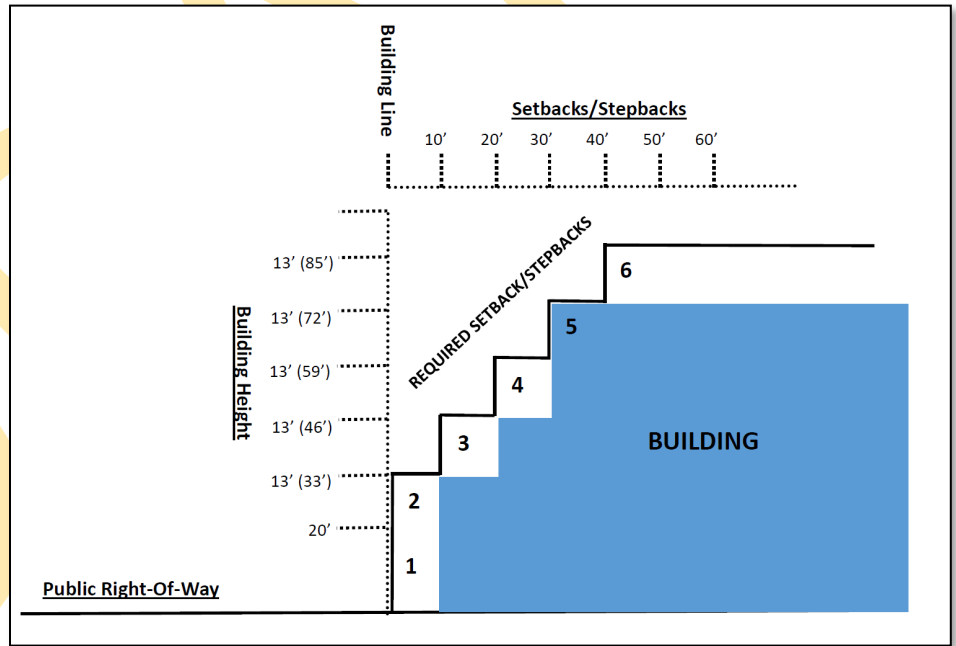 Building Line
Setbacks/Stepbacks
10’ 20’ 30’ 40’ 50’ 60’
REQUIRED SETBACK/STEPBACKS
Building Height
13’ (85’)
13’ (72’)
13’ (59’)
13’ (46’)
13’ (33’)
20’
6
5
4
3
2
1
BUILDING
Public Right-Of-Way